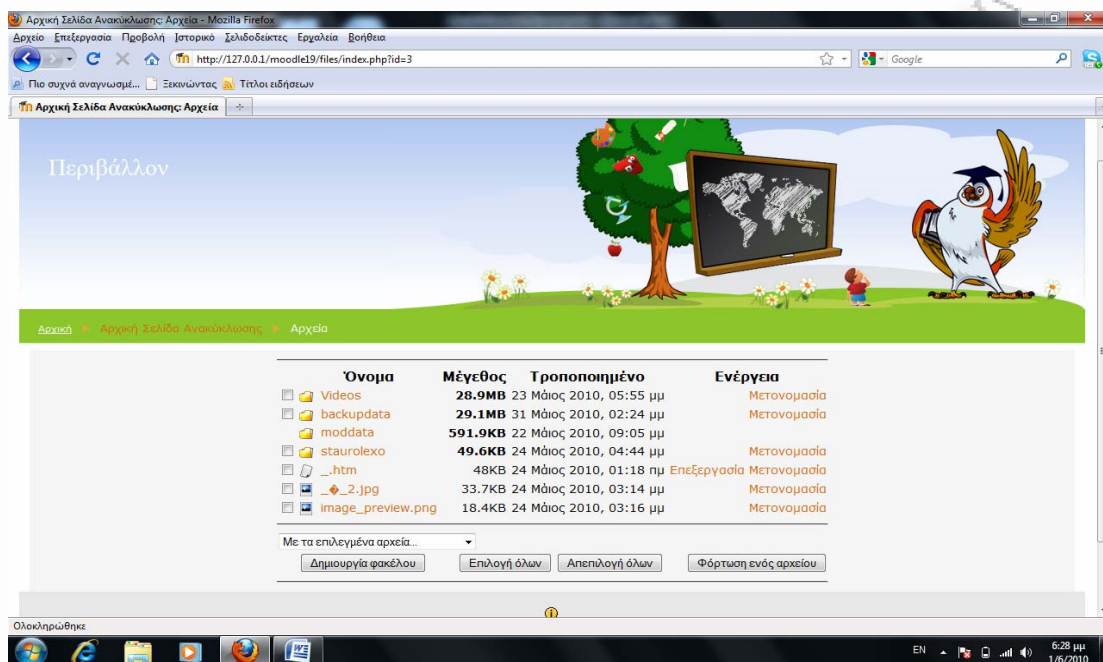 Αρχική Σελίδα Ανακύκλωσης: Αρχεία - Mozilla Firefox
Αρχείο Επεξεργασία Προβολή Ιστορικό Σελιδοδείκτες Εργαλεία Βοήθεια
http://127.0.0.1/moodle19/files/index.php?id=3 Google
Πιο συχνά αναγνωσμέ... Ξεκινώντας Τίτλοι ειδήσεων
Αρχική Σελίδα Ανακύκλωσης: Αρχεία
Περιβάλλον
Αρχική ► Αρχική Σελίδα Ανακύκλωσης ► Αρχεία
Όνομα Μέγεθος Τροποποιημένο Ενέργεια
Videos 28.9MB 23 Μάιος 2010, 05:55 μμ Μετονομασία
backupdata 29.1MB 31 Μάιος 2010, 02:24 μμ Μετονομασία
moddata 591.9KB 22 Μάιος 2010, 09:05 μμ
staurolexo 49.6KB 24 Μάιος 2010, 04:44 μμ Μετονομασία
_.htm 48KB 24 Μάιος 2010, 01:18 πμ Επεξεργασία Μετονομασία
_�_2.jpg 33.7KB 24 Μάιος 2010, 03:14 μμ Μετονομασία
image_preview.png 18.4KB 24 Μάιος 2010, 03:16 μμ Μετονομασία
Με τα επιλεγμένα αρχεία...
Δημιουργία φακέλου Επιλογή όλων Απεπιλογή όλων Φόρτωση ενός αρχείου
Ολοκληρώθηκε
EN 6:28 μμ
1/6/2010